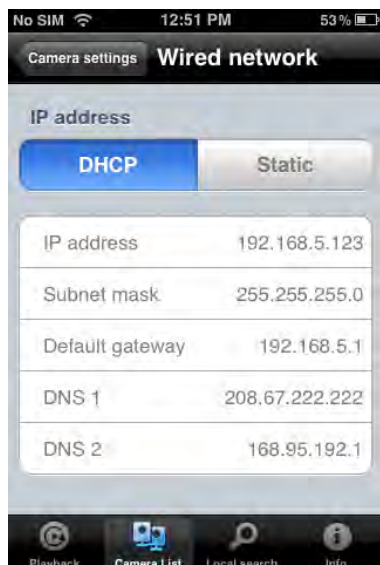 No SIM 12:51 PM 53%
Camera settings Wired network
IP address
DHCP Static
IP address 192.168.5.123
Subnet mask 255.255.255.0
Default gateway 192.168.5.1
DNS 1 208.67.222.222
DNS 2 168.95.192.1
Playback Camera List Local search Info